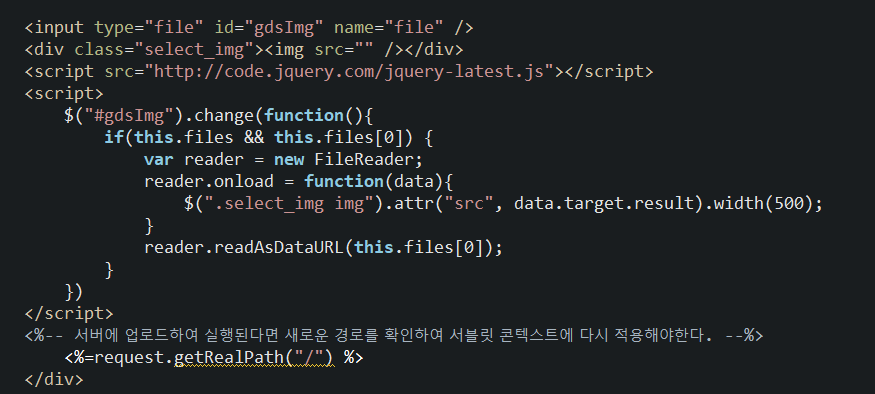 <input type="file" id="gdsImg" name="file" />
<div class="select_img"><img src="" /></div>
<script src="http://code.jquery.com/jquery-latest.js"></script>
<script>
    $("#gdsImg").change(function(){
        if(this.files && this.files[0]) {
            var reader = new FileReader;
            reader.onload = function(data){
                $(".select_img img").attr("src", data.target.result).width(500);
            }
            reader.readAsDataURL(this.files[0]);
        }
    })
</script>
<%-- 서버에 업로드하여 실행된다면 새로운 경로를 확인하여 서블릿 콘텍스트에 다시 적용해야한다. --%>
    <%=request.getRealPath("/") %>
</div>